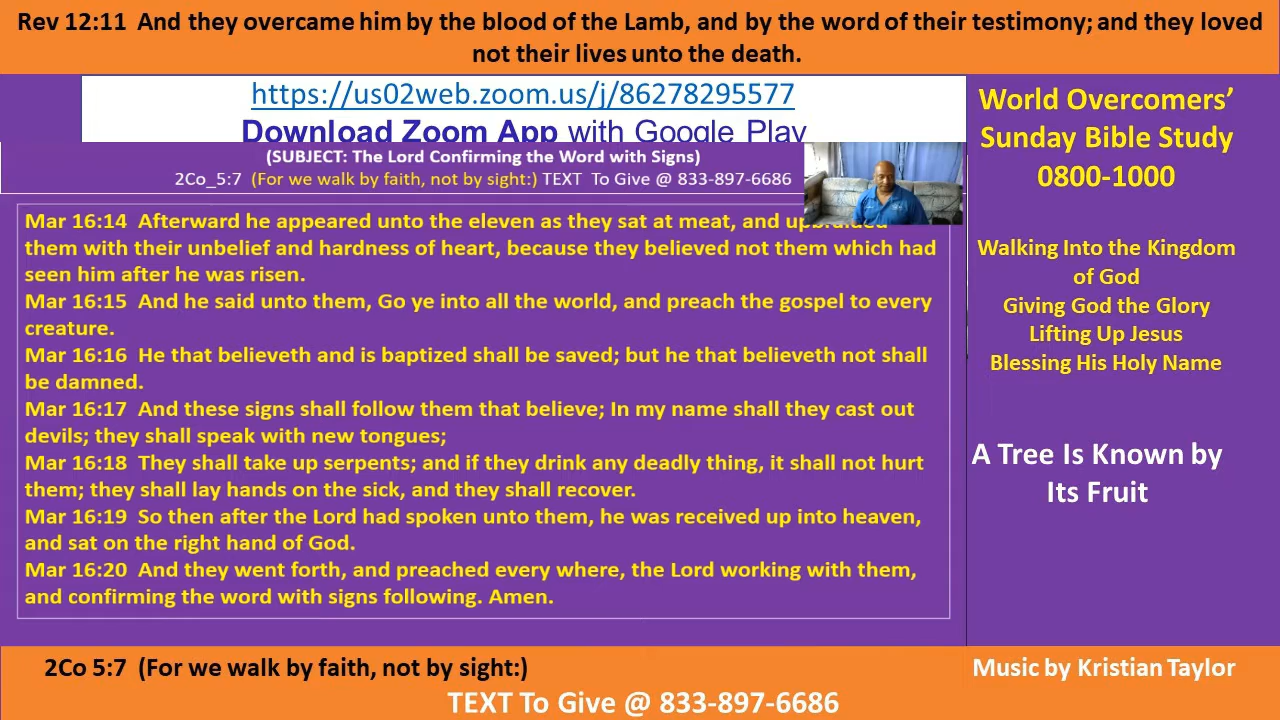 Rev 12:11 And they overcame him by the blood of the Lamb, and by the word of their testimony; and they loved
not their lives unto the death.
https://us02web.zoom.us/j/86278295577
Download Zoom App with Google Play
(SUBJECT: The Lord Confirming the Word with Signs)
2Co_5:7 (For we walk by faith, not by sight:) TEXT To Give @ 833-897-6686
Mar 16:14 Afterward he appeared unto the eleven as they sat at meat, and upbraided
them with their unbelief and hardness of heart, because they believed not them which had
seen him after he was risen.
Mar 16:15 And he said unto them, Go ye into all the world, and preach the gospel to every
creature.
Mar 16:16 He that believeth and is baptized shall be saved; but he that believeth not shall
be damned.
Mar 16:17 And these signs shall follow them that believe; In my name shall they cast out
devils; they shall speak with new tongues;
Mar 16:18 They shall take up serpents; and if they drink any deadly thing, it shall not hurt
them; they shall lay hands on the sick, and they shall recover.
Mar 16:19 So then after the Lord had spoken unto them, he was received up into heaven,
and sat on the right hand of God.
Mar 16:20 And they went forth, and preached every where, the Lord working with them,
and confirming the word with signs following. Amen.
World Overcomers’
Sunday Bible Study
0800-1000
Walking Into the Kingdom
of God
Giving God the Glory
Lifting Up Jesus
Blessing His Holy Name
A Tree Is Known by
Its Fruit
2Co 5:7 (For we walk by faith, not by sight:)
Music by Kristian Taylor
TEXT To Give @ 833-897-6686